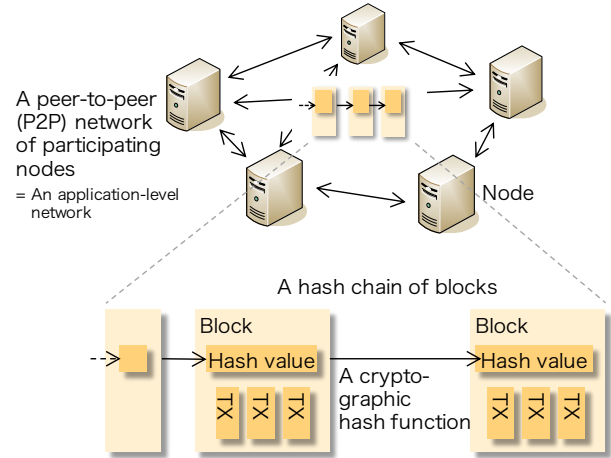 A peer-to-peer
(P2P) network
of participating
nodes
= An application-level
network
Node
A hash chain of blocks
Block
Hash value
TX
TX
TX
A crypto-
graphic
hash function
Block
Hash value
TX
TX
TX